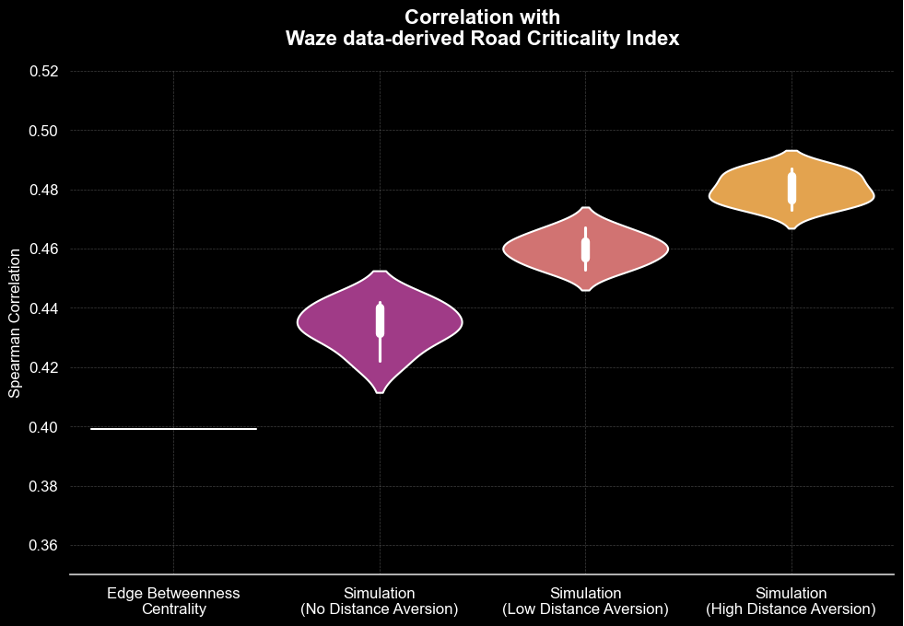 Correlation with
Waze data-derived Road Criticality Index
Spearman Correlation
0.52
0.50
0.48
0.46
0.44
0.42
0.40
0.38
0.36
Edge Betweenness
Centrality
Simulation
(No Distance Aversion)
Simulation
(Low Distance Aversion)
Simulation
(High Distance Aversion)